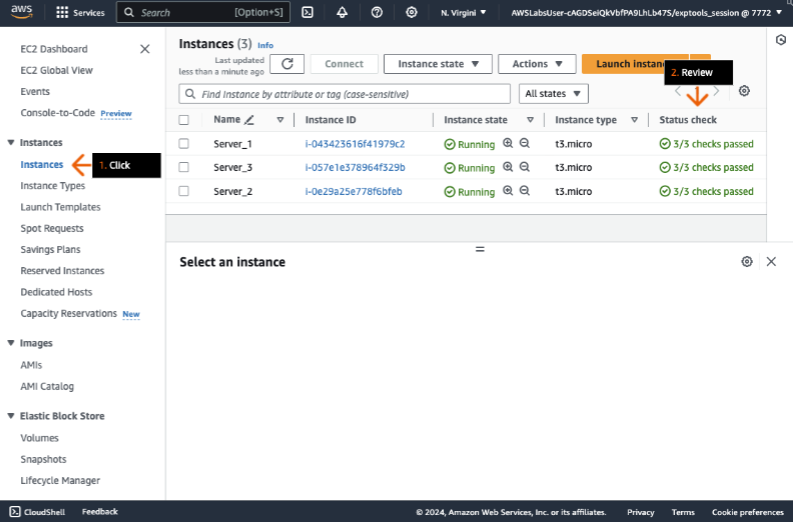 aws
Services
Search [Option+S]
N. Virgini
AWSLabsUser-cAGDSeiQkVbfPA9LhLb47S/exptools_session @ 7772
EC2 Dashboard
EC2 Global View
Events
Console-to-Code Preview
Instances
Instances
1. Click
Instance Types
Launch Templates
Spot Requests
Savings Plans
Reserved Instances
Dedicated Hosts
Capacity Reservations New
Images
AMIs
AMI Catalog
Elastic Block Store
Volumes
Snapshots
Lifecycle Manager
Instances (3) Info
Last updated
less than a minute ago
Connect
Instance state
Actions
Launch instan
2. Review
Find Instance by attribute or tag (case-sensitive)
All states
Name Instance ID Instance state Instance type Status check
Server_1 i-043423616f41979c2 Running t3.micro 3/3 checks passed
Server_3 i-057e1e378964f329b Running t3.micro 3/3 checks passed
Server_2 i-0e29a25e778f6bfeb Running t3.micro 3/3 checks passed
Select an instance
CloudShell Feedback © 2024, Amazon Web Services, Inc. or its affiliates. Privacy Terms Cookie preferences